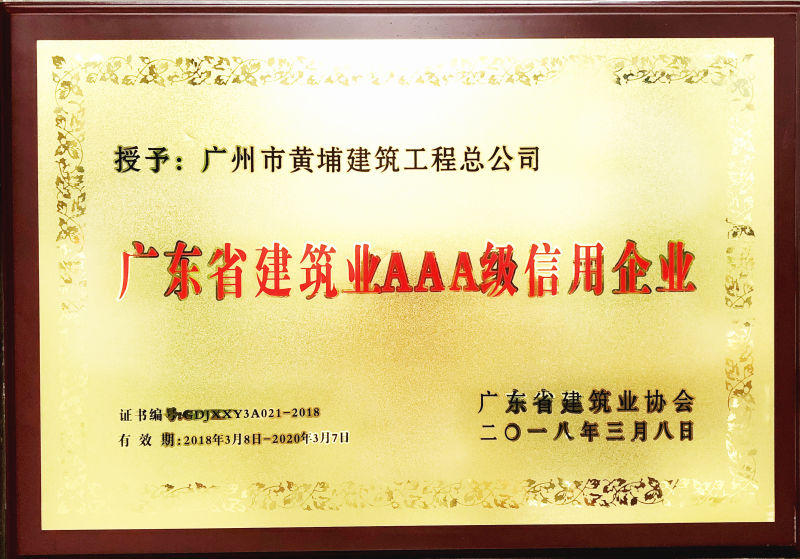 授予：广州市黄埔建筑工程总公司
广东省建筑业AAA级信用企业
证书编号:GDJXXY3A021-2018
有效期:2018年3月8日-2020年3月7日
广东省建筑业协会
二〇一八年三月八日